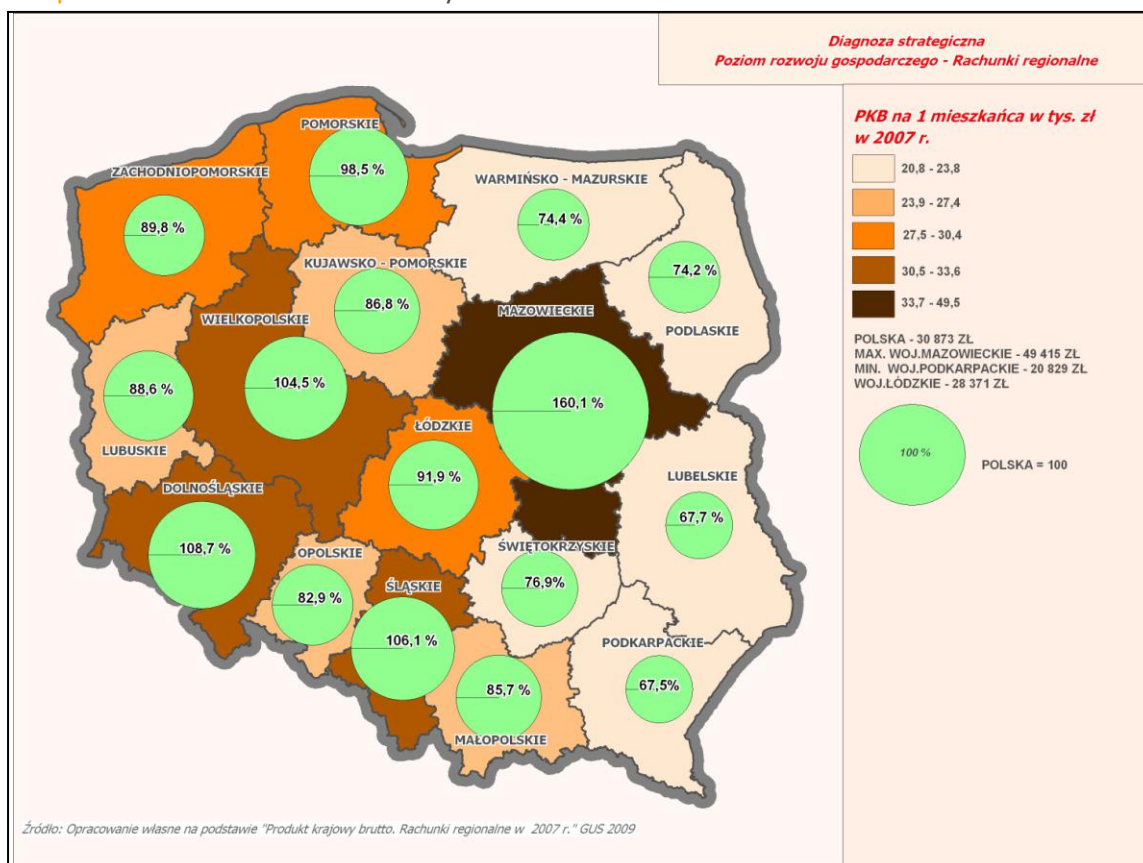 Diagnoza strategiczna
Poziom rozwoju gospodarczego - Rachunki regionalne
PKB na 1 mieszkańca w tys. zł
w 2007 r.
20,8 - 23,8
23,9 - 27,4
27,5 - 30,4
30,5 - 33,6
33,7 - 49,5
POLSKA - 30 873 ZŁ
MAX. WOJ.MAZOWIECKIE - 49 415 ZŁ
MIN. WOJ.PODKARPACKIE - 20 829 ZŁ
WOJ.ŁÓDZKIE - 28 371 ZŁ
100 %
POLSKA = 100
POMORSKIE
98,5 %
ZACHODNIOPOMORSKIE
89,8 %
WARMIŃSKO - MAZURSKIE
74,4 %
KUJAWSKO - POMORSKIE
86,8 %
74,2 %
PODLASKIE
MAZOWIECKIE
160,1 %
WIELKOPOLSKIE
104,5 %
88,6 %
LUBUSKIE
ŁÓDZKIE
91,9 %
LUBELSKIE
67,7 %
DOLNOŚLĄSKIE
108,7 %
OPOLSKIE
82,9 %
ŚLĄSKIE
106,1 %
ŚWIĘTOKRZYSKIE
76,9%
PODKARPACKIE
67,5%
85,7 %
MAŁOPOLSKIE
Źródło: Opracowanie własne na podstawie "Produkt krajowy brutto. Rachunki regionalne w 2007 r." GUS 2009